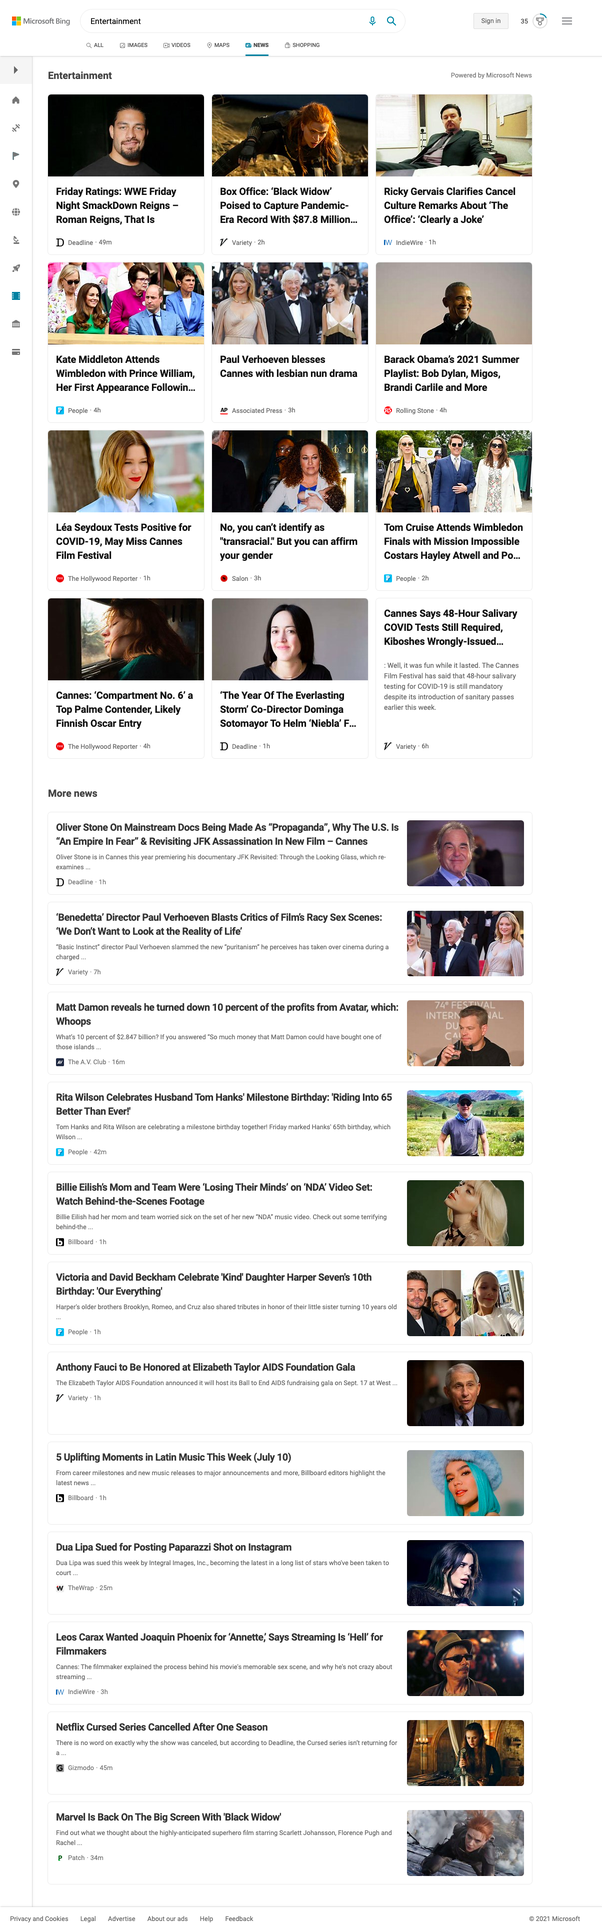 Microsoft Bing
Entertainment
Sign in
35
ALL
IMAGES
VIDEOS
MAPS
NEWS
SHOPPING
Entertainment
Powered by Microsoft News
Friday Ratings: WWE Friday
Night SmackDown Reigns –
Roman Reigns, That Is
Deadline · 49m
Box Office: ‘Black Widow’
Poised to Capture Pandemic-
Era Record With $87.8 Million...
Variety · 2h
Ricky Gervais Clarifies Cancel
Culture Remarks About ‘The
Office’: ‘Clearly a Joke’
IndieWire · 1h
Kate Middleton Attends
Wimbledon with Prince William,
Her First Appearance Followin...
People · 4h
Paul Verhoeven blesses
Cannes with lesbian nun drama
Associated Press · 3h
Barack Obama’s 2021 Summer
Playlist: Bob Dylan, Migos,
Brandi Carlile and More
Rolling Stone · 4h
Léa Seydoux Tests Positive for
COVID-19, May Miss Cannes
Film Festival
The Hollywood Reporter · 1h
No, you can’t identify as
"transracial." But you can affirm
your gender
Salon · 3h
Tom Cruise Attends Wimbledon
Finals with Mission Impossible
Costars Hayley Atwell and Po...
People · 2h
Cannes: ‘Compartment No. 6’ a
Top Palme Contender, Likely
Finnish Oscar Entry
The Hollywood Reporter · 4h
‘The Year Of The Everlasting
Storm’ Co-Director Dominga
Sotomayor To Helm ‘Niebla’ F...
Deadline · 1h
Cannes Says 48-Hour Salivary
COVID Tests Still Required,
Kiboshes Wrongly-Issued...
: Well, it was fun while it lasted. The Cannes
Film Festival has said that 48-hour salivary
testing for COVID-19 is still mandatory
despite its introduction of sanitary passes
earlier this week.
Variety · 6h
More news
Oliver Stone On Mainstream Docs Being Made As “Propaganda”, Why The U.S. Is
“An Empire In Fear” & Revisiting JFK Assassination In New Film – Cannes
Oliver Stone is in Cannes this year premiering his documentary JFK Revisited: Through the Looking Glass, which re-
examines ...
Deadline · 1h
‘Benedetta’ Director Paul Verhoeven Blasts Critics of Film’s Racy Sex Scenes:
‘We Don’t Want to Look at the Reality of Life’
“Basic Instinct” director Paul Verhoeven slammed the new “puritanism” he perceives has taken over cinema during a
charged ...
Variety · 7h
Matt Damon reveals he turned down 10 percent of the profits from Avatar, which:
Whoops
What's 10 percent of $2.847 billion? If you answered “So much money that Matt Damon could have bought one of
those islands ...
The A.V. Club · 16m
Rita Wilson Celebrates Husband Tom Hanks' Milestone Birthday: 'Riding Into 65
Better Than Ever!'
Tom Hanks and Rita Wilson are celebrating a milestone birthday together! Friday marked Hanks' 65th birthday, which
Wilson ...
People · 42m
Billie Eilish’s Mom and Team Were ‘Losing Their Minds’ on ‘NDA’ Video Set:
Watch Behind-the-Scenes Footage
Billie Eilish had her mom and team worried sick on the set of her new “NDA” music video. Check out some terrifying
behind-the ...
Billboard · 1h
Victoria and David Beckham Celebrate 'Kind' Daughter Harper Seven's 10th
Birthday: 'Our Everything'
Harper's older brothers Brooklyn, Romeo, and Cruz also shared tributes in honor of their little sister turning 10 years old
...
People · 1h
Anthony Fauci to Be Honored at Elizabeth Taylor AIDS Foundation Gala
The Elizabeth Taylor AIDS Foundation announced it will host its Ball to End AIDS fundraising gala on Sept. 17 at West ...
Variety · 1h
5 Uplifting Moments in Latin Music This Week (July 10)
From career milestones and new music releases to major announcements and more, Billboard editors highlight the
latest news ...
Billboard · 1h
Dua Lipa Sued for Posting Paparazzi Shot on Instagram
Dua Lipa was sued this week by Integral Images, Inc., becoming the latest in a long list of stars who've been taken to
court ...
TheWrap · 25m
Leos Carax Wanted Joaquin Phoenix for ‘Annette,’ Says Streaming Is ‘Hell’ for
Filmmakers
Cannes: The filmmaker explained the process behind his movie's memorable sex scene, and why he's not crazy about
streaming ...
IndieWire · 3h
Netflix Cursed Series Cancelled After One Season
There is no word on exactly why the show was canceled, but according to Deadline, the Cursed series isn't returning for
a ...
Gizmodo · 45m
Marvel Is Back On The Big Screen With 'Black Widow'
Find out what we thought about the highly-anticipated superhero film starring Scarlett Johansson, Florence Pugh and
Rachel ...
Patch · 34m
Privacy and Cookies
Legal
Advertise
About our ads
Help
Feedback
© 2021 Microsoft